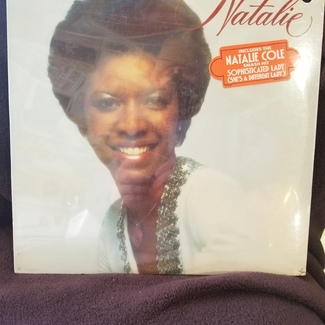 Natalie
INCLUDES THE
NATALIE COLE
SMASH HIT
SOPHISTICATED LADY
(SHE'S A DIFFERENT LADY)